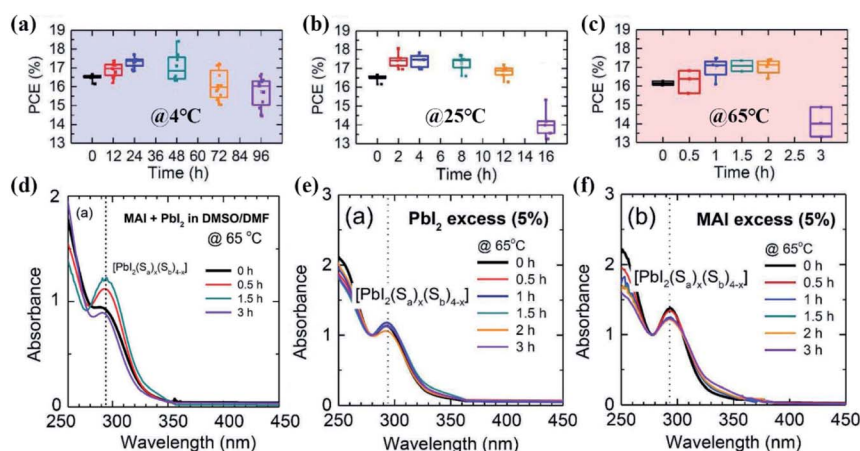 (a)
PCE (%)
19
18
17
16
15
14
13
@4°C
0 12 24 36 48 60 72 84 96
Time (h)
(b)
PCE (%)
19
18
17
16
15
14
13
@25°C
0 2 4 6 8 10 12 14 16
Time (h)
(c)
PCE (%)
19
18
17
16
15
14
13
@65°C
0 0.5 1 1.5 2 2.5 3
Time (h)
(d)
Absorbance
2
1
0
(a)
MAI + PbI₂ in DMSO/DMF
@ 65 °C
[PbI₂(Sₐ)ₓ(S_b)₄₋ₓ]
0 h
0.5 h
1.5 h
3 h
260 300 350 400 450
Wavelength (nm)
(e)
Absorbance
3
2
1
0
(a)
PbI₂ excess (5%)
@ 65°C
[PbI₂(Sₐ)ₓ(S_b)₄₋ₓ]
0 h
0.5 h
1 h
1.5 h
2 h
3 h
250 300 350 400 450
Wavelength (nm)
(f)
Absorbance
3
2
1
0
(b)
MAI excess (5%)
@ 65°C
[PbI₂(Sₐ)ₓ(S_b)₄₋ₓ]
0 h
0.5 h
1 h
1.5 h
2 h
3 h
250 300 350 400 450
Wavelength (nm)